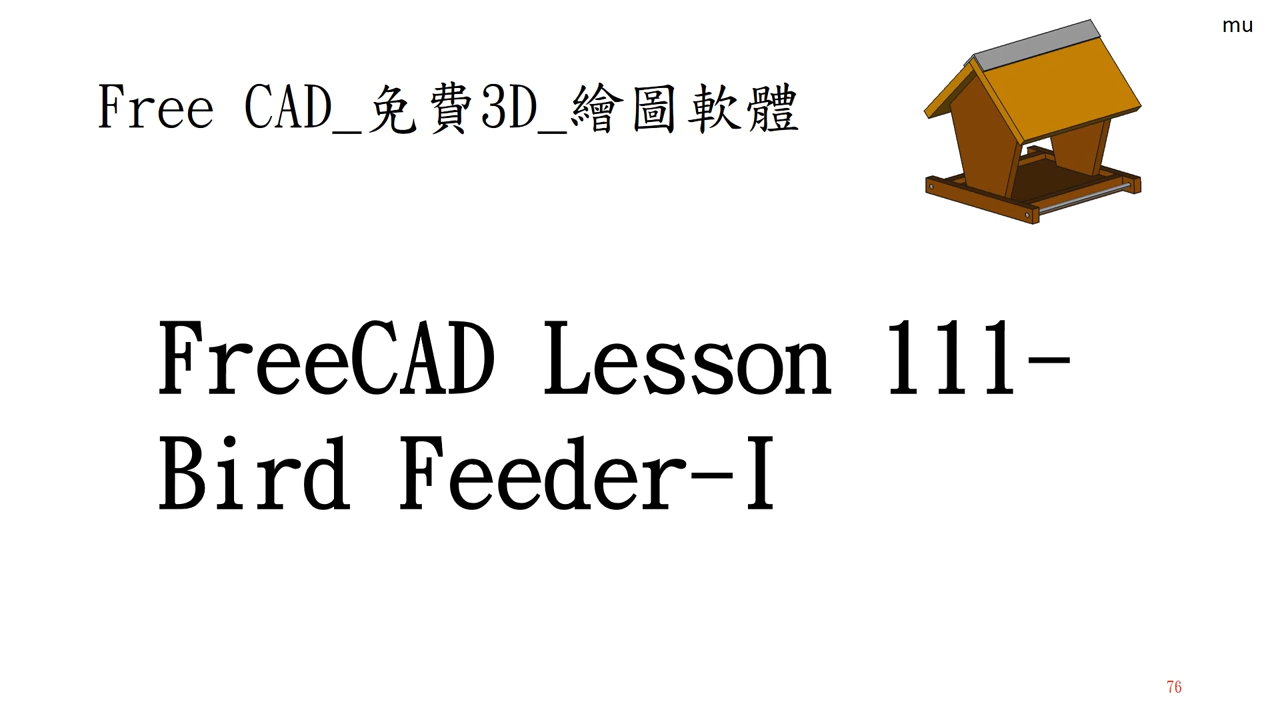 mu
Free CAD_免費3D_繪圖軟體
FreeCAD Lesson 111-
Bird Feeder-I
76